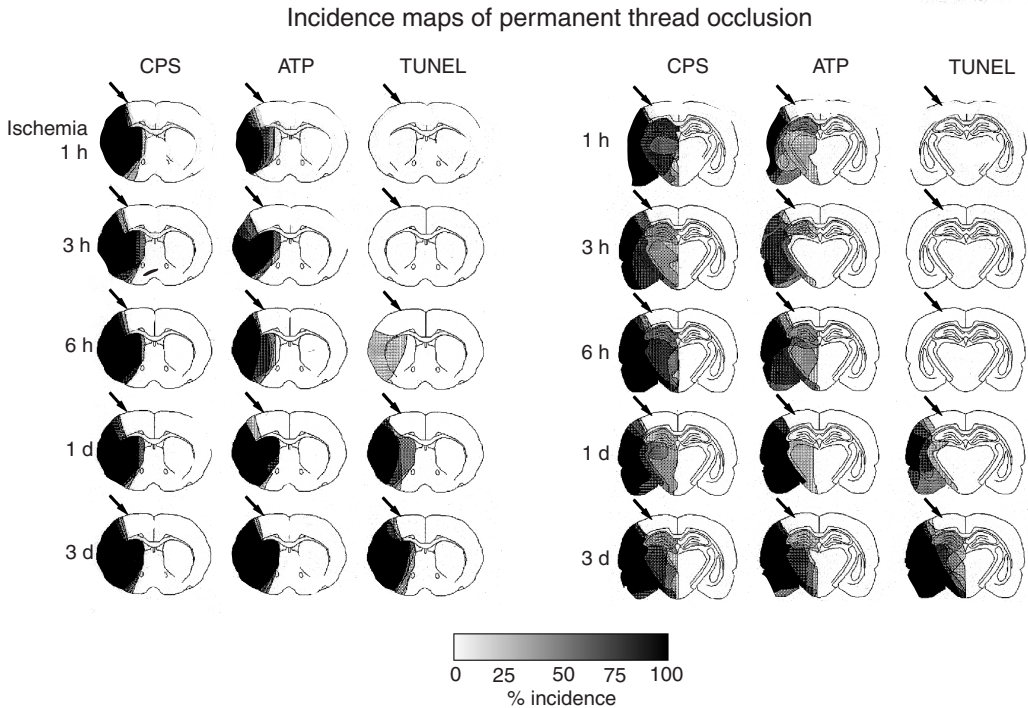 Incidence maps of permanent thread occlusion
CPS ATP TUNEL CPS ATP TUNEL
Ischemia
1 h 1 h
3 h 3 h
6 h 6 h
1 d 1 d
3 d 3 d
0 25 50 75 100
% incidence